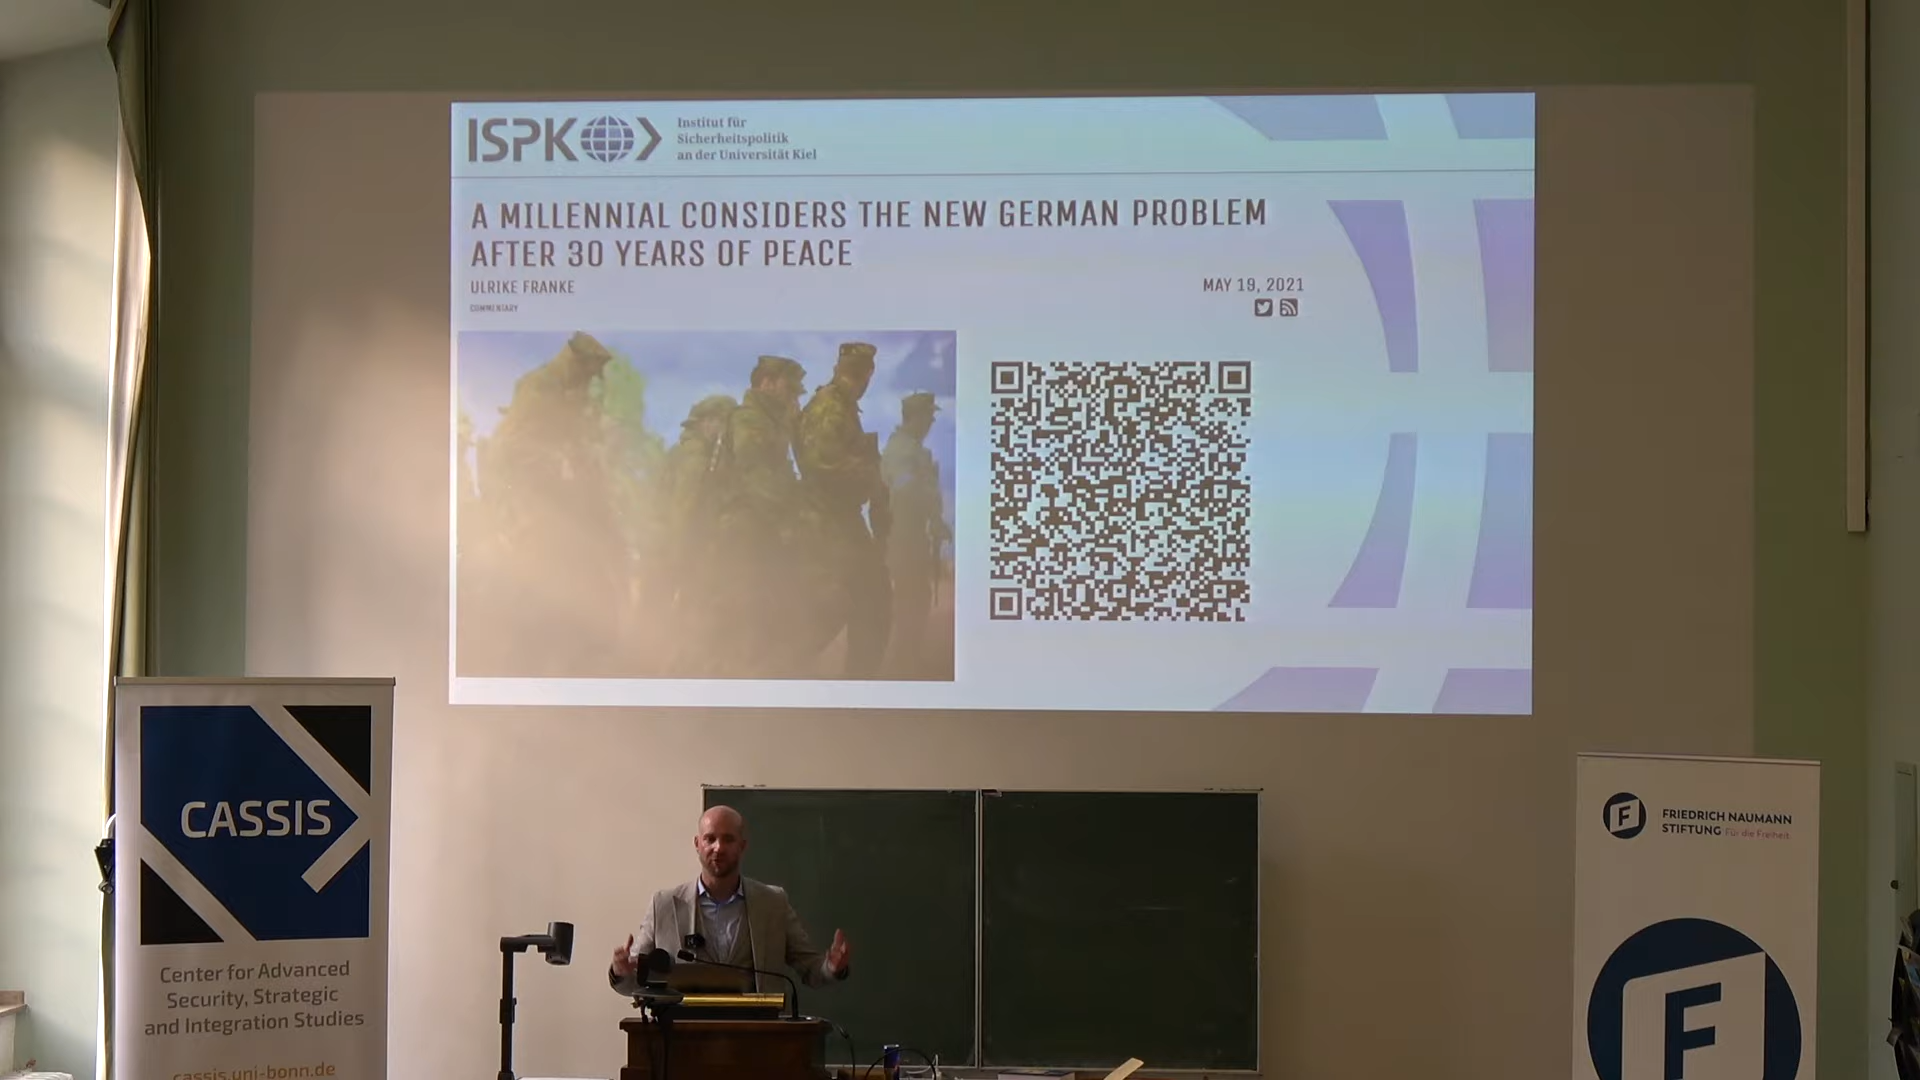 ISPK
Institut für
Sicherheitspolitik
an der Universität Kiel
A MILLENNIAL CONSIDERS THE NEW GERMAN PROBLEM
AFTER 30 YEARS OF PEACE
ULRIKE FRANKE
MAY 19, 2021
COMMENTARY
CASSIS
Center for Advanced
Security, Strategic
and Integration Studies
cassis.uni-bonn.de
F
FRIEDRICH NAUMANN
STIFTUNG Für die Freiheit.
F